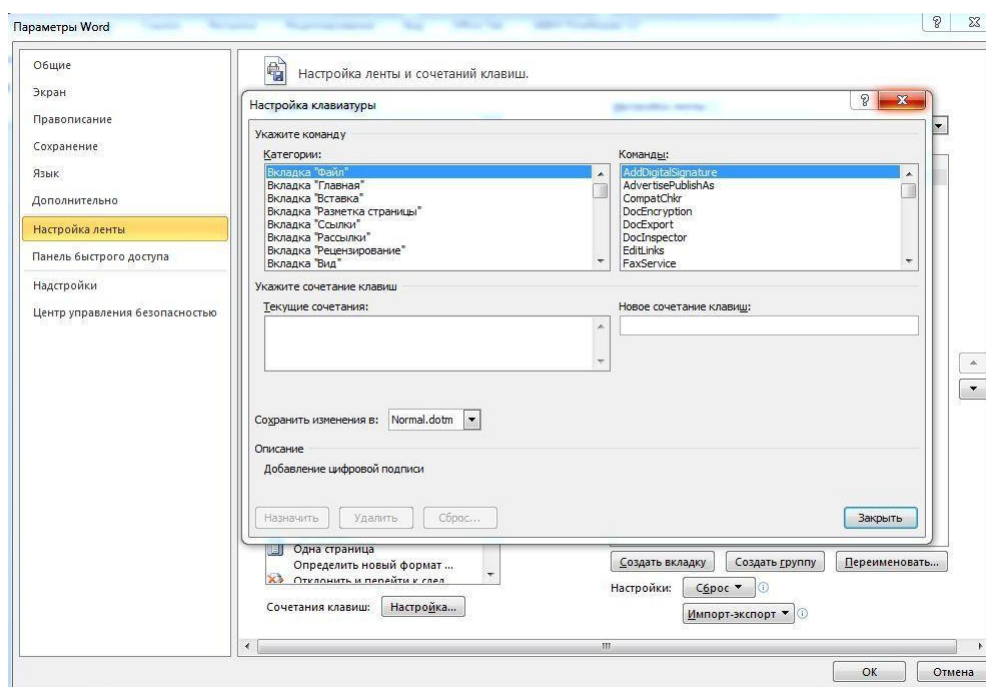 Параметры Word
Общие
Экран
Правописание
Сохранение
Язык
Дополнительно
Настройка ленты
Панель быстрого доступа
Надстройки
Центр управления безопасностью
Настройка ленты и сочетаний клавиш.
Настройка клавиатуры
Укажите команду
Категории:
Вкладка "Файл"
Вкладка "Главная"
Вкладка "Вставка"
Вкладка "Разметка страницы"
Вкладка "Ссылки"
Вкладка "Рассылки"
Вкладка "Рецензирование"
Вкладка "Вид"
Команды:
AddDigitalSignature
AdvertisePublishAs
CompatChkr
DocEncryption
DocExport
DocInspector
EditLinks
FaxService
Укажите сочетание клавиш
Текущие сочетания:
Новое сочетание клавиш:
Сохранить изменения в: Normal.dotm
Описание
Добавление цифровой подписи
Назначить Удалить Сброс... Закрыть
Одна страница
Определить новый формат ...
Отклонить и перейти к след
Сочетания клавиш: Настройка...
Создать вкладку Создать группу Переименовать...
Настройки: Сброс
Импорт-экспорт
ОК Отмена